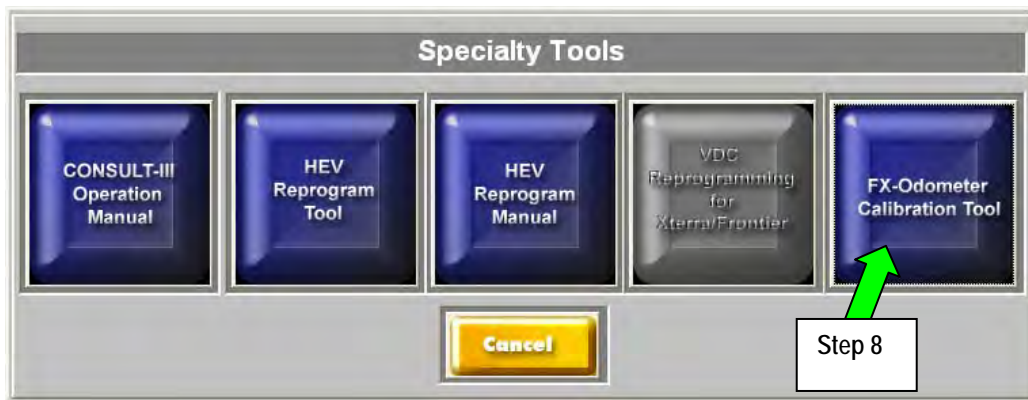 Specialty Tools
CONSULT-III
Operation
Manual
HEV
Reprogram
Tool
HEV
Reprogram
Manual
VDC
Reprogramming
for
Xterra/Frontier
FX-Odometer
Calibration Tool
Cancel
Step 8